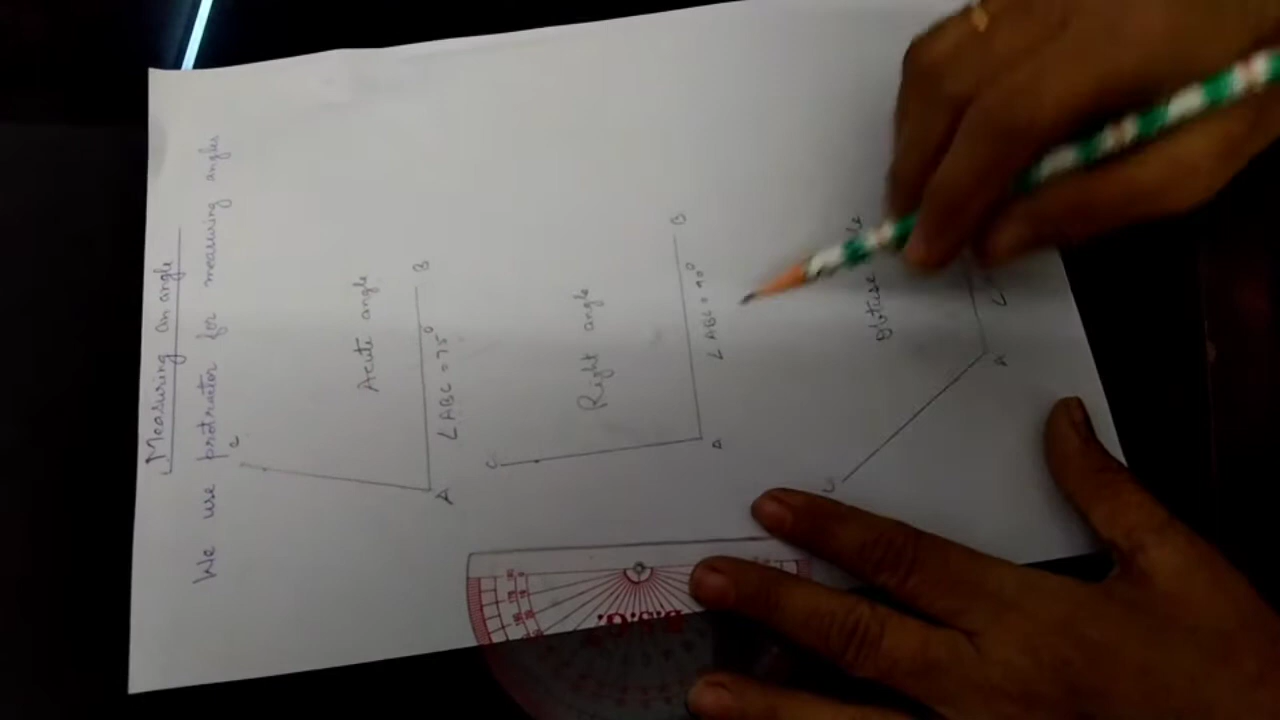 Measuring an angle
We use protractor for measuring angles
C
Acute angle
A B
∠ABC = 75°
C
Right angle
A B
∠ABC = 90°
Obtuse
C
A
∠
D.S.G.